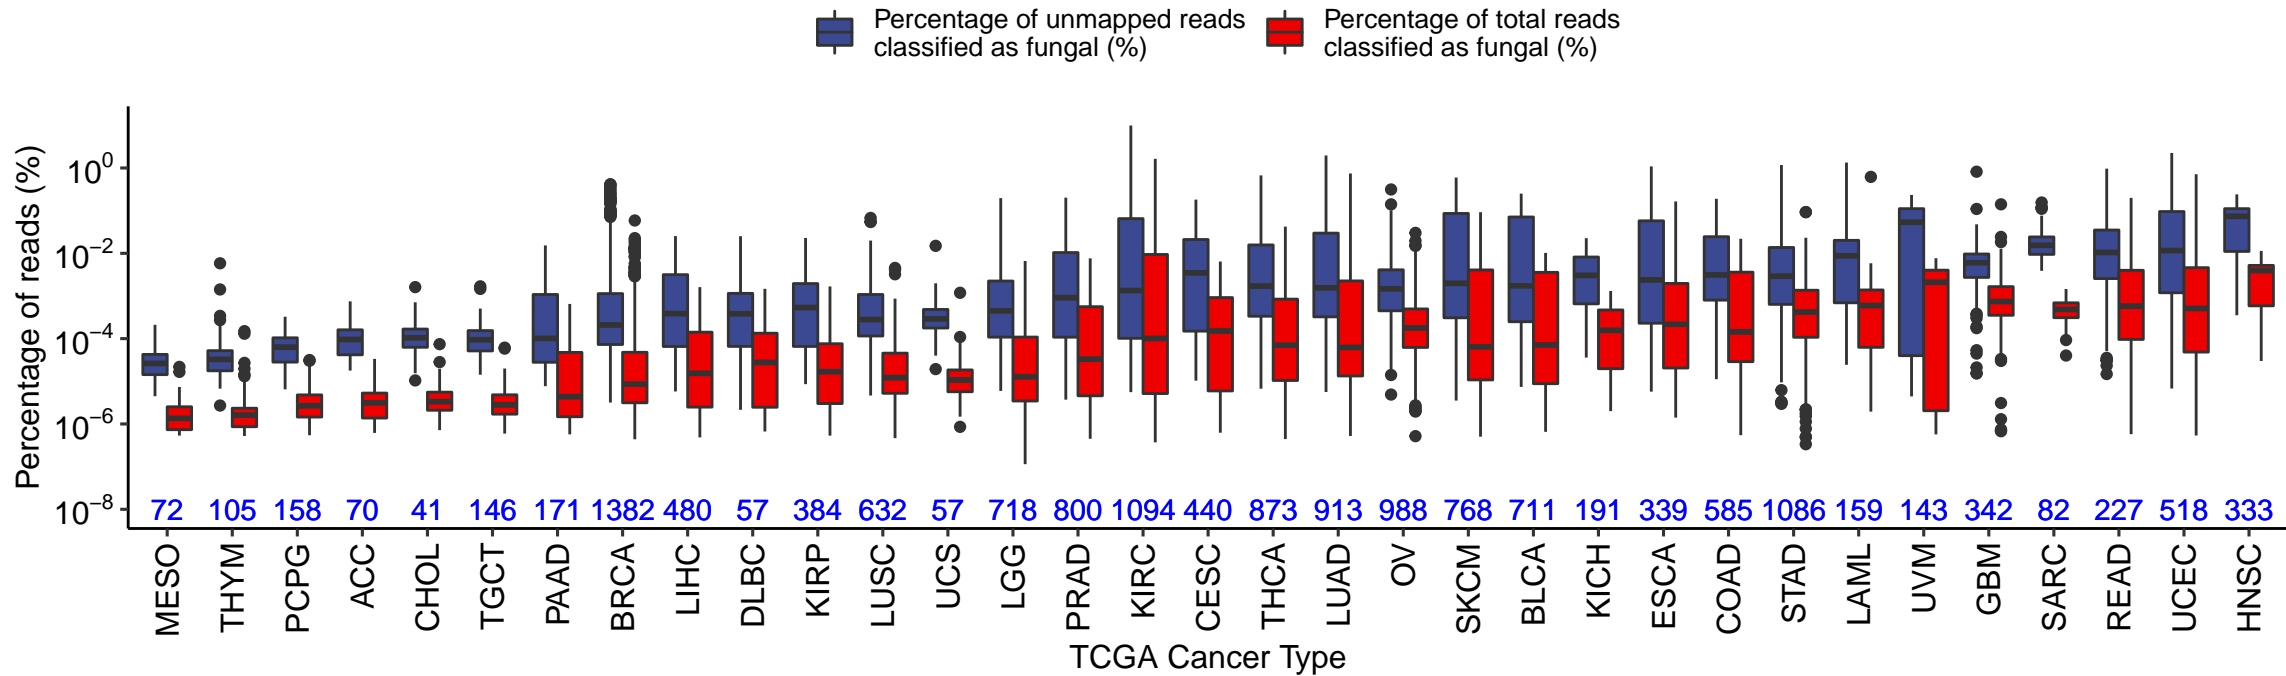 Percentage of unmapped reads
classified as fungal (%)
Percentage of total reads
classified as fungal (%)
Percentage of reads (%)
10⁰
10⁻²
10⁻⁴
10⁻⁶
10⁻⁸
72 105 158 70 41 146 171 1382 480 57 384 632 57 718 800 1094 440 873 913 988 768 711 191 339 585 1086 159 143 342 82 227 518 333
MESO THYM PCPG ACC CHOL TGCT PAAD BRCA LIHC DLBC KIRP LUSC UCS LGG PRAD KIRC CESC THCA LUAD OV SKCM BLCA KICH ESCA COAD STAD LAML UVM GBM SARC READ UCEC HNSC
TCGA Cancer Type